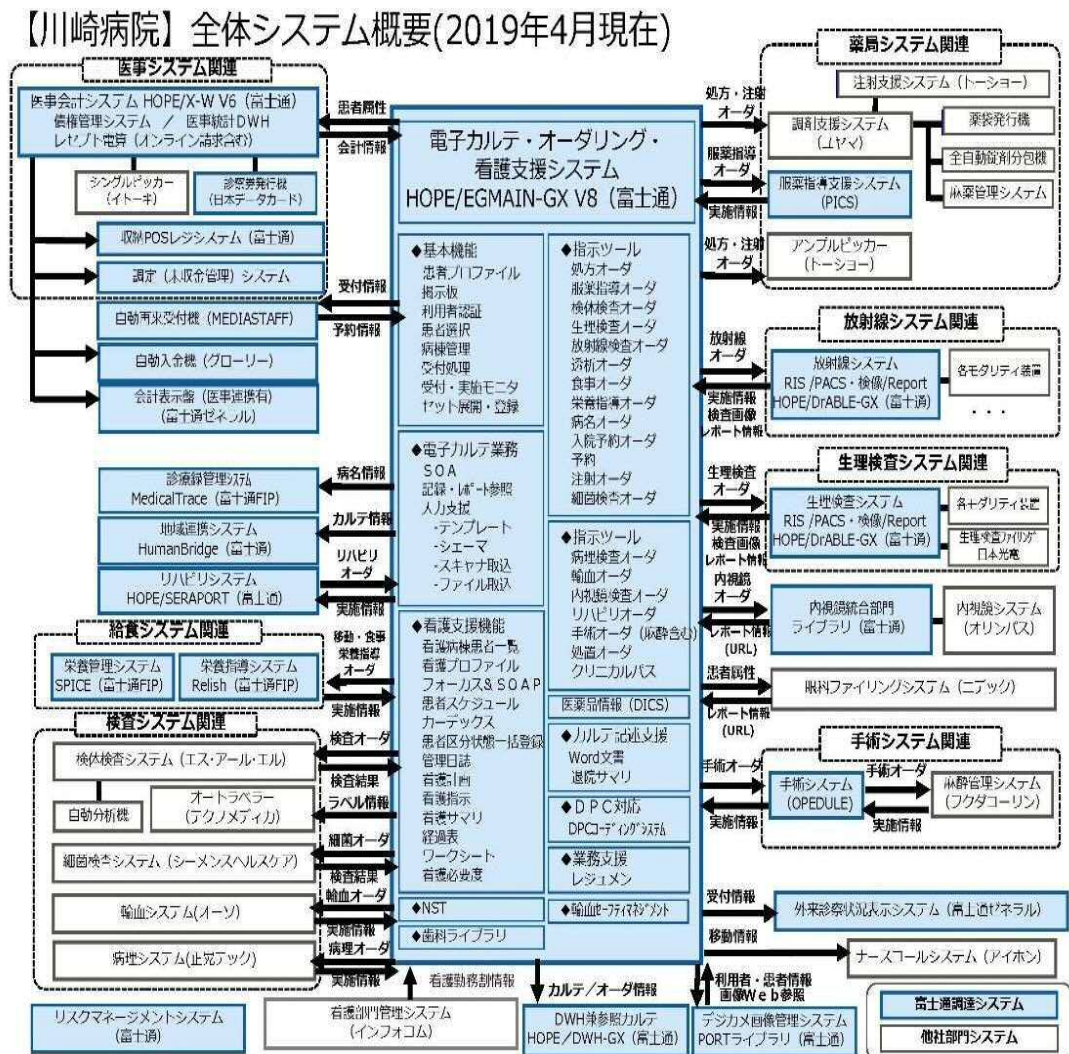 【川崎病院】全体システム概要(2019年4月現在)
医事システム関連
医事会計システム HOPE/X-W V6(富士通)
債権管理システム / 医事統計DWH
レセプト電算(オンライン請求含む)
シングルピッカー
(イトーキ)
診察券発行機
(日本データカード)
収納POSレジシステム(富士通)
調定(未収金管理)システム
自動再来受付機(MEDIASTAFF)
自動入金機(グローリー)
会計表示盤(医事連携有)
(富士通ゼネラル)
患者属性
会計情報
受付情報
予約情報
診療録管理システム
MedicalTrace(富士通FIP)
病名情報
地域連携システム
HumanBridge(富士通)
カルテ情報
リハビリシステム
HOPE/SERAPORT(富士通)
リハビリ
オーダ
実施情報
給食システム関連
栄養管理システム
SPICE(富士通FIP)
栄養指導システム
Relish(富士通FIP)
移動・食事
栄養指導
オーダ
実施情報
検査システム関連
検体検査システム(エス・アール・エル)
自動分析機
オートラベラー
(テクノメディカ)
細菌検査システム(シーメンスヘルスケア)
輸血システム(オーソ)
病理システム(正晃テック)
検査オーダ
検査結果
ラベル情報
細菌オーダ
検査結果
輸血オーダ
実施情報
病理オーダ
実施情報
リスクマネージメントシステム
(富士通)
看護勤務割情報
看護部門管理システム
(インフォコム)
電子カルテ・オーダリング・
看護支援システム
HOPE/EGMAIN-GX V8(富士通)
◆基本機能
患者プロファイル
掲示板
利用者認証
患者選択
病棟管理
受付処理
受付・実施モニタ
セット展開・登録
◆電子カルテ業務
SOA
記録・レポート参照
入力支援
-テンプレート
-シェーマ
-スキャナ取込
-ファイル取込
◆看護支援機能
看護病棟患者一覧
看護プロファイル
フォーカス&SOAP
患者スケジュール
カーデックス
患者区分状態一括登録
管理日誌
看護計画
看護指示
看護サマリ
経過表
ワークシート
看護必要度
◆NST
◆歯科ライブラリ
◆指示ツール
処方オーダ
服薬指導オーダ
検体検査オーダ
生理検査オーダ
放射線検査オーダ
透析オーダ
食事オーダ
栄養指導オーダ
病名オーダ
入院予約オーダ
予約
注射オーダ
細菌検査オーダ
◆指示ツール
病理検査オーダ
輸血オーダ
内視鏡検査オーダ
リハビリオーダ
手術オーダ(麻酔含む)
処置オーダ
クリニカルパス
医薬品情報(DICS)
◆カルテ記述支援
Word文書
退院サマリ
◆DPC対応
DPCコーディングシステム
◆業務支援
レジュメン
◆輸血セーフティマネジメント
カルテ/オーダ情報
DWH兼参照カルテ
HOPE/DWH-GX(富士通)
利用者・患者情報
画像Web参照
デジカメ画像管理システム
PORTライブラリ(富士通)
薬局システム関連
注射支援システム(トーショー)
調剤支援システム
(ユヤマ)
薬袋発行機
全自動錠剤分包機
麻薬管理システム
服薬指導支援システム
(PICS)
アンプルピッカー
(トーショー)
処方・注射
オーダ
服薬指導
オーダ
実施情報
処方・注射
オーダ
放射線システム関連
放射線システム
RIS/PACS・検像/Report
HOPE/DrABLE-GX(富士通)
各モダリティ装置
・・・
放射線
オーダ
実施情報
検査画像
レポート情報
生理検査システム関連
生理検査システム
RIS/PACS・検像/Report
HOPE/DrABLE-GX(富士通)
各モダリティ装置
生理検査ファイリング
日本光電
生理検査
オーダ
実施情報
検査画像
レポート情報
内視鏡
オーダ
レポート情報
(URL)
内視鏡統合部門
ライブラリ(富士通)
内視鏡システム
(オリンパス)
患者属性
レポート情報
(URL)
眼科ファイリングシステム(ニデック)
手術システム関連
手術オーダ
実施情報
手術システム
(OPEDULE)
手術オーダ
実施情報
麻酔管理システム
(フクダコーリン)
受付情報
外来診察状況表示システム(富士通ゼネラル)
移動情報
ナースコールシステム(アイホン)
富士通調達システム
他社部門システム